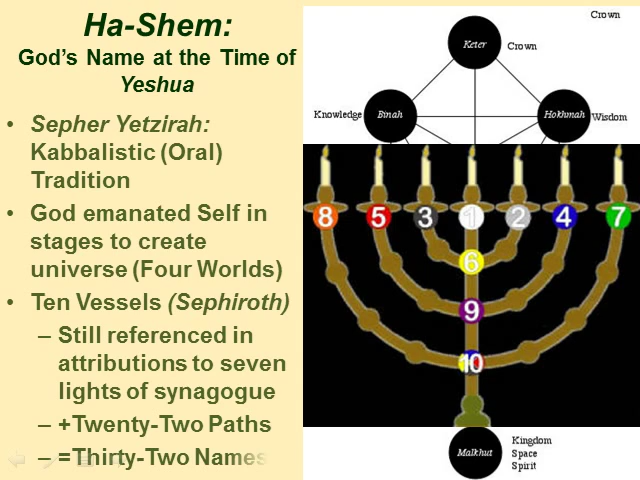 Ha-Shem:
God's Name at the Time of
Yeshua
• Sepher Yetzirah:
Kabbalistic (Oral)
Tradition
• God emanated Self in
stages to create
universe (Four Worlds)
• Ten Vessels (Sephiroth)
– Still referenced in
attributions to seven
lights of synagogue
– +Twenty-Two Paths
– =Thirty-Two Names
Crown
Keter
Crown
Knowledge
Binah
Hokhmah
Wisdom
8 5 3 1 2 4 7
6
9
10
Malkhut
Kingdom
Space
Spirit